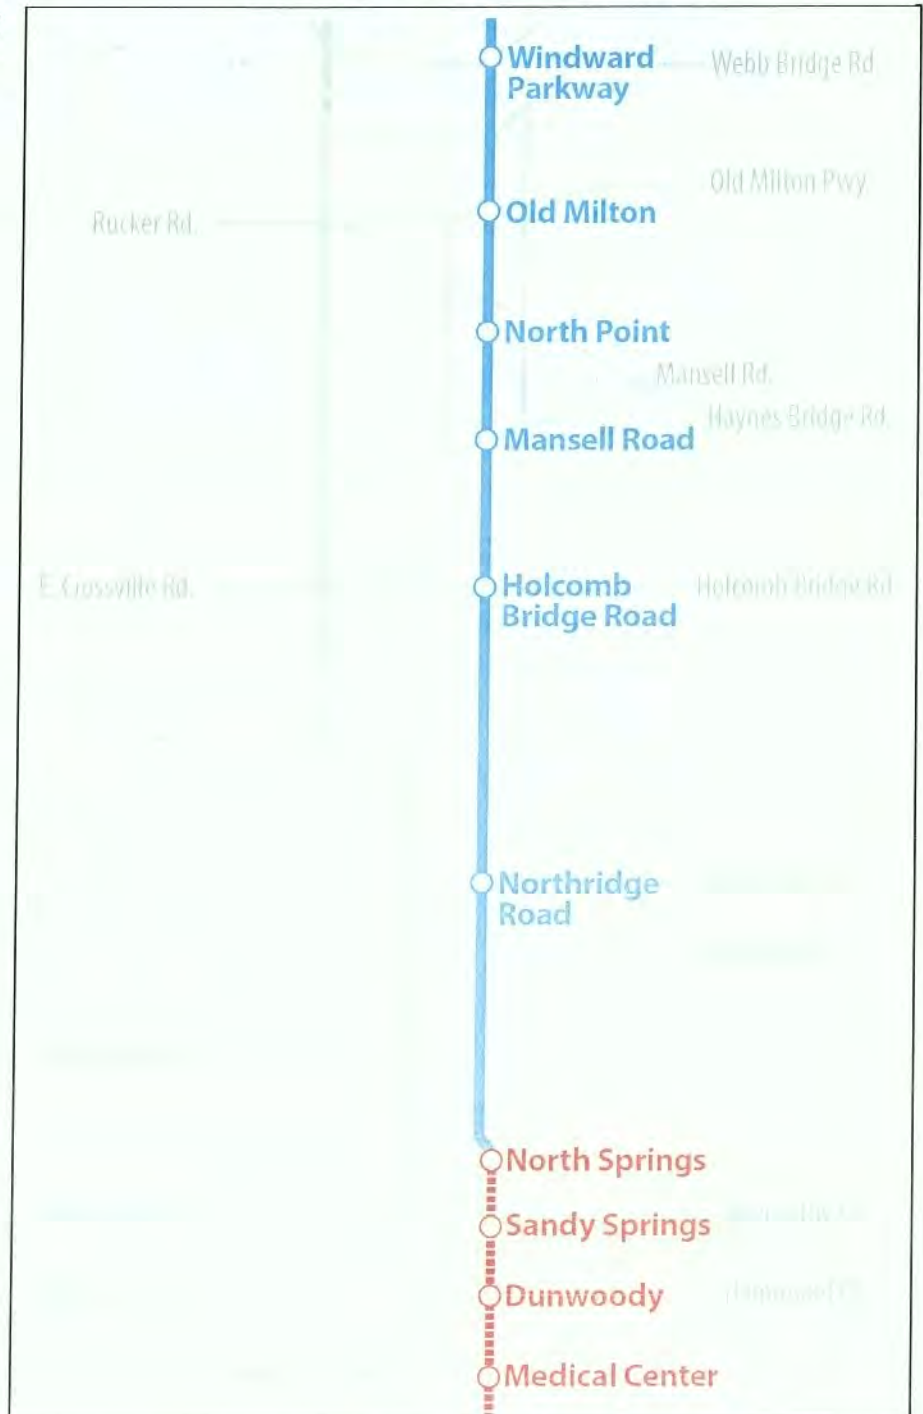 Windward
Parkway
Webb Bridge Rd.
Old Milton Pwy.
Old Milton
Rucker Rd.
North Point
Mansell Rd.
Haynes Bridge Rd.
Mansell Road
E. Crossville Rd.
Holcomb
Bridge Road
Holcomb Bridge Rd.
Northridge
Road
North Springs
Sandy Springs
Dunwoody
Medical Center